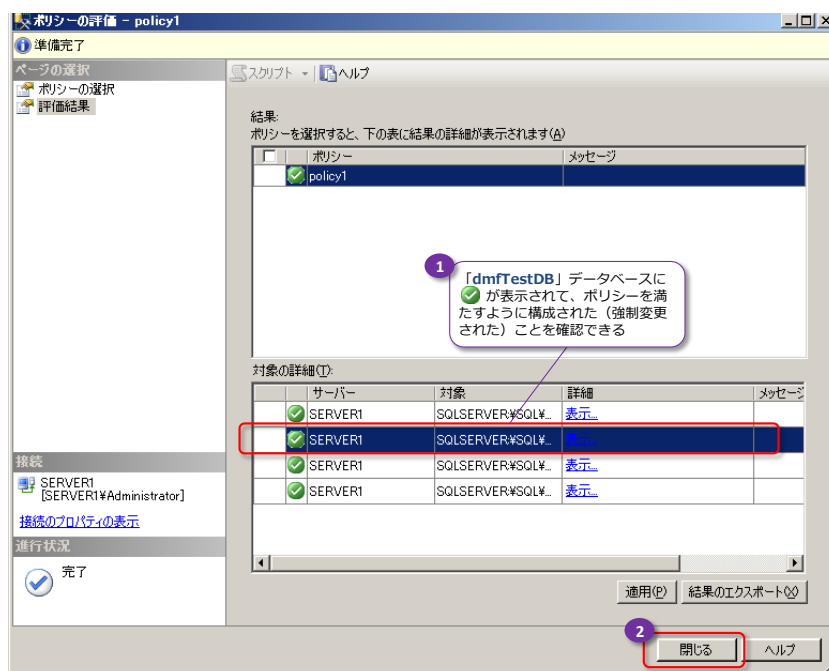 ポリシーの評価 - policy1
準備完了
ページの選択
ポリシーの選択
評価結果
スクリプト
ヘルプ
結果:
ポリシーを選択すると、下の表に結果の詳細が表示されます(A)
ポリシー
メッセージ
policy1
1
「dmfTestDB」データベースに
が表示されて、ポリシーを満
たすように構成された（強制変更
された）ことを確認できる
対象の詳細(T):
サーバー 対象 詳細 メッセージ
SERVER1 SQLSERVER¥SQL¥... 表示...
SERVER1 SQLSERVER¥SQL¥... 表示...
SERVER1 SQLSERVER¥SQL¥... 表示...
SERVER1 SQLSERVER¥SQL¥... 表示...
接続
SERVER1
[SERVER1¥Administrator]
接続のプロパティの表示
進行状況
完了
適用(P)
結果のエクスポート(X)
2
閉じる
ヘルプ